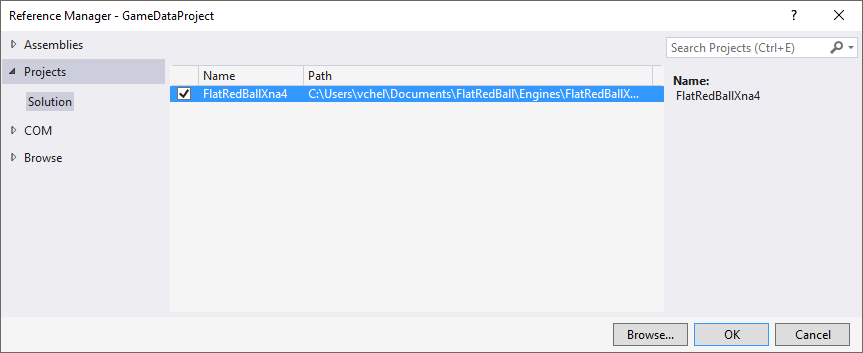 Reference Manager - GameDataProject
Assemblies
Projects
Solution
COM
Browse
Name Path
FlatRedBallXna4 C:\Users\vchel\Documents\FlatRedBall\Engines\FlatRedBallX...
Search Projects (Ctrl+E)
Name:
FlatRedBallXna4
Browse... OK Cancel